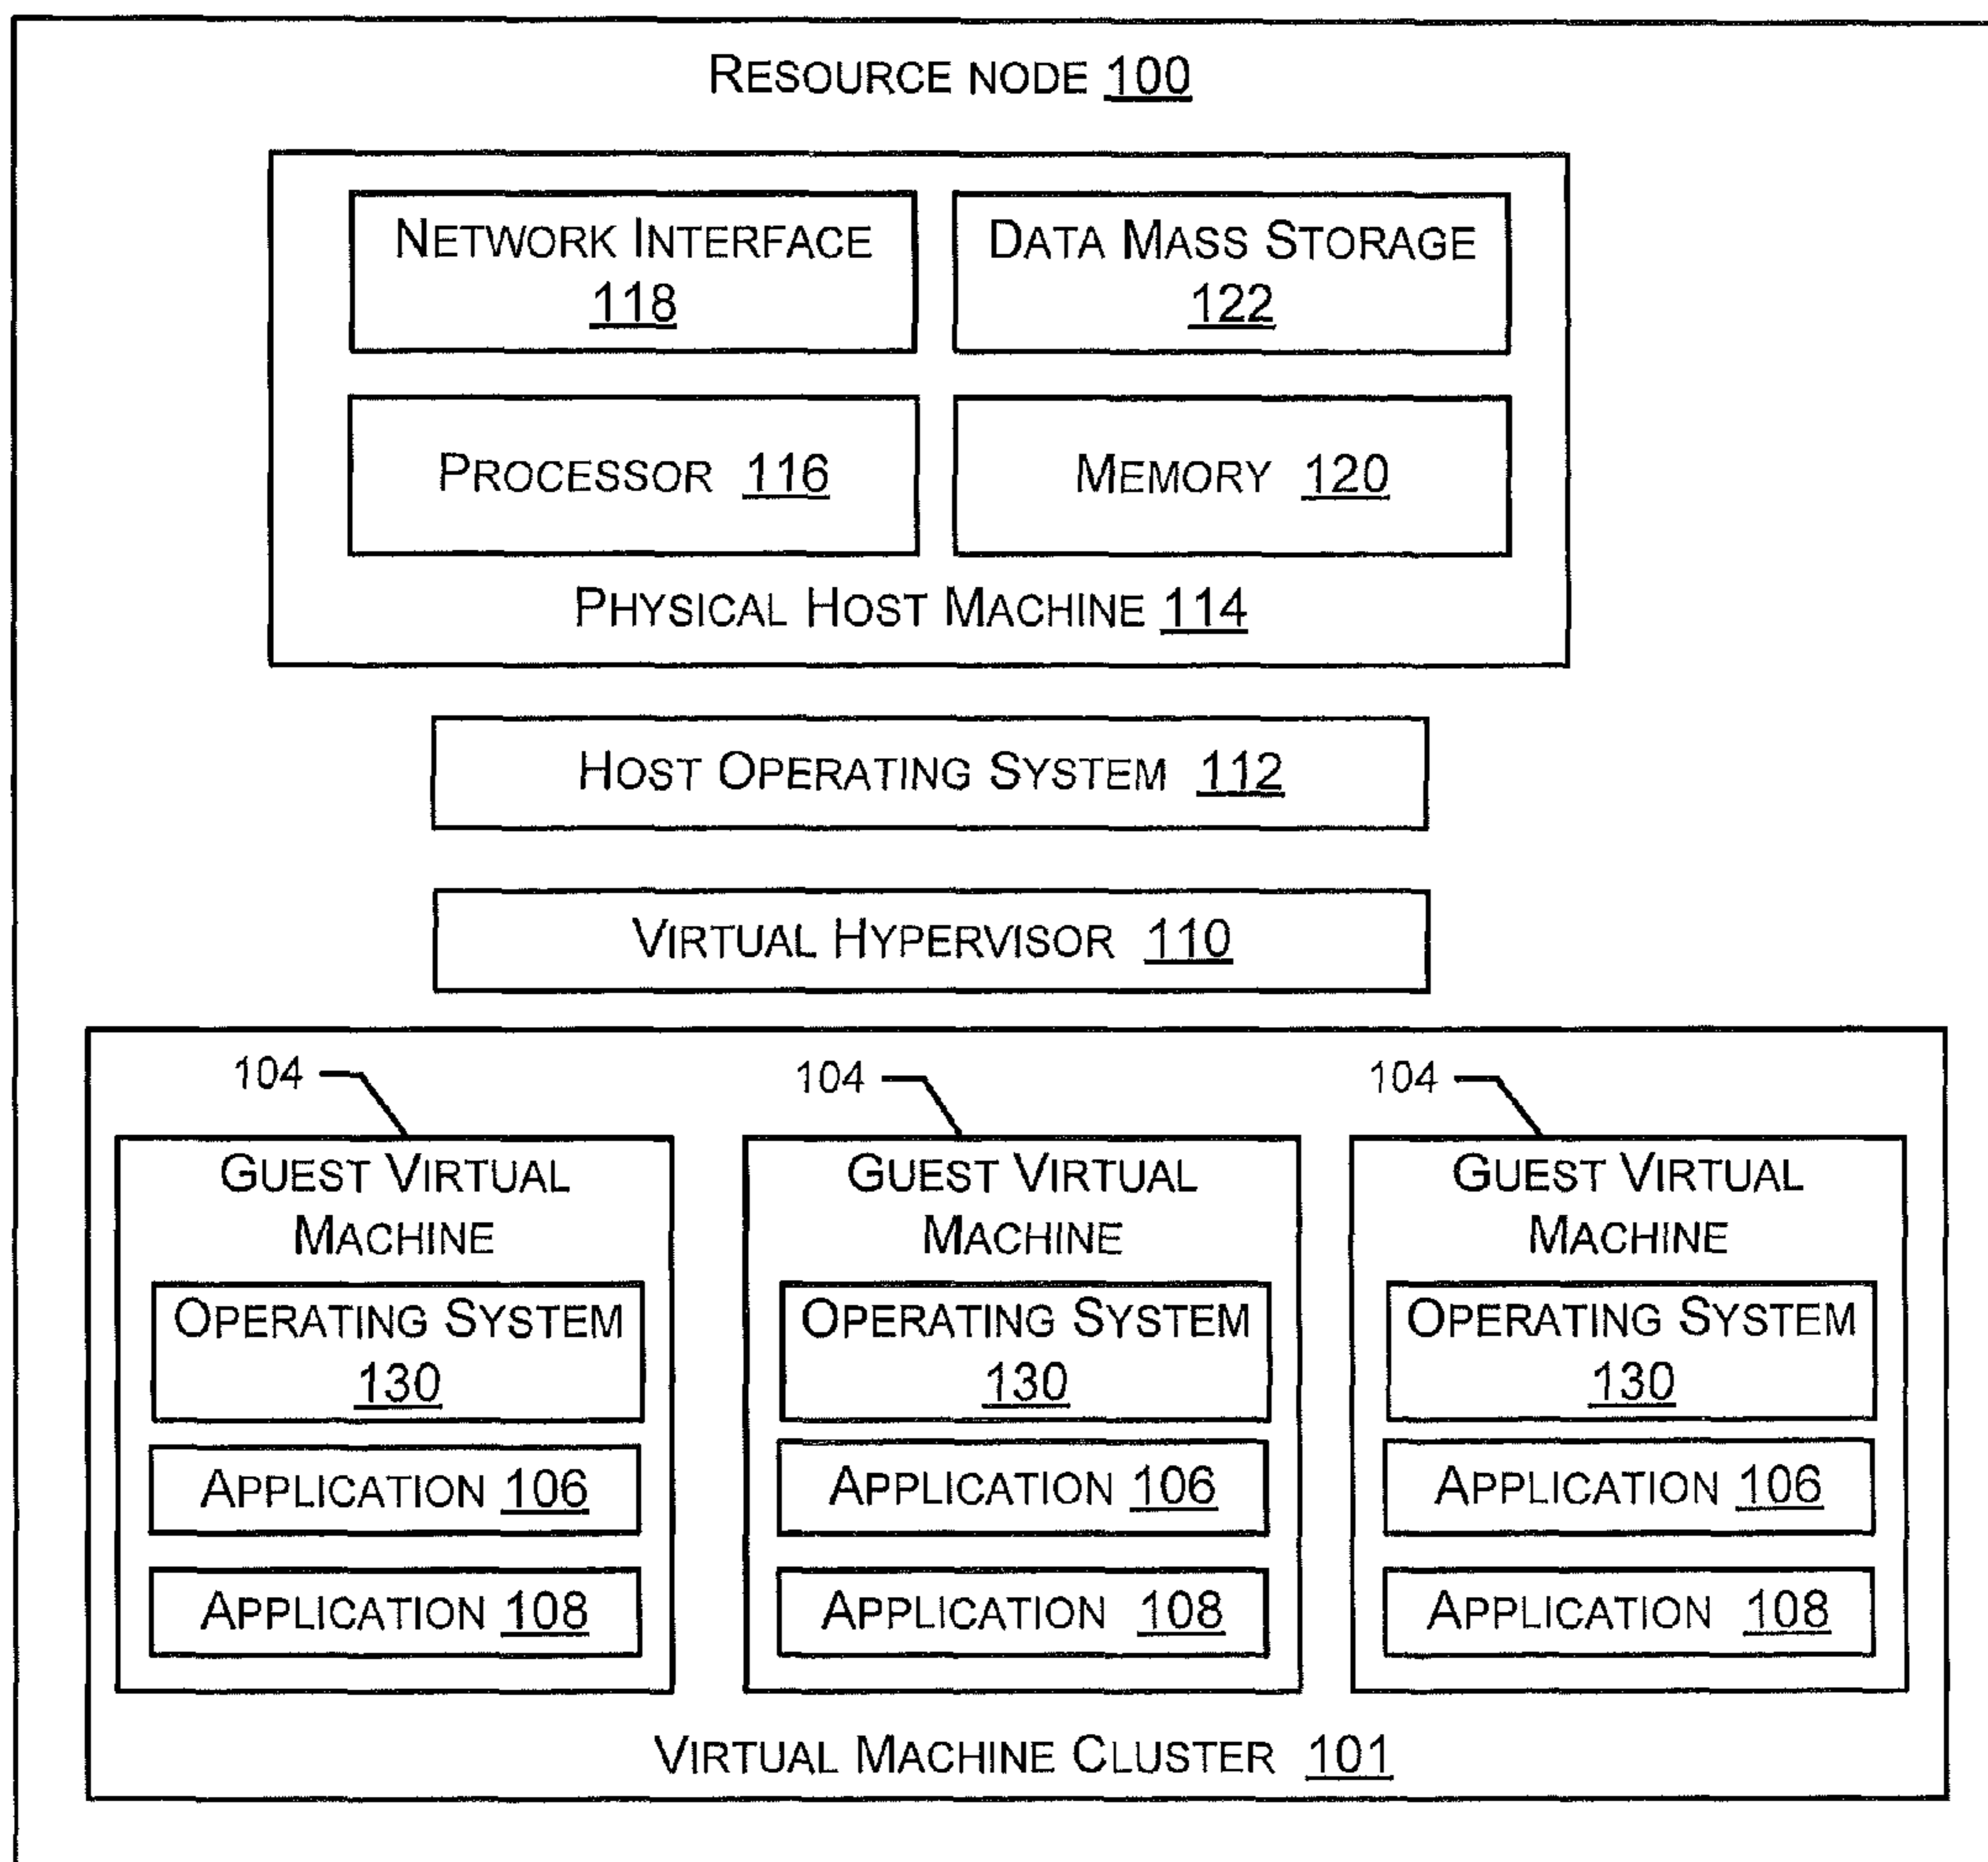 RESOURCE NODE 100
NETWORK INTERFACE
118
DATA MASS STORAGE
122
PROCESSOR 116
MEMORY 120
PHYSICAL HOST MACHINE 114
HOST OPERATING SYSTEM 112
VIRTUAL HYPERVISOR 110
104
GUEST VIRTUAL
MACHINE
OPERATING SYSTEM
130
APPLICATION 106
APPLICATION 108
104
GUEST VIRTUAL
MACHINE
OPERATING SYSTEM
130
APPLICATION 106
APPLICATION 108
104
GUEST VIRTUAL
MACHINE
OPERATING SYSTEM
130
APPLICATION 106
APPLICATION 108
VIRTUAL MACHINE CLUSTER 101